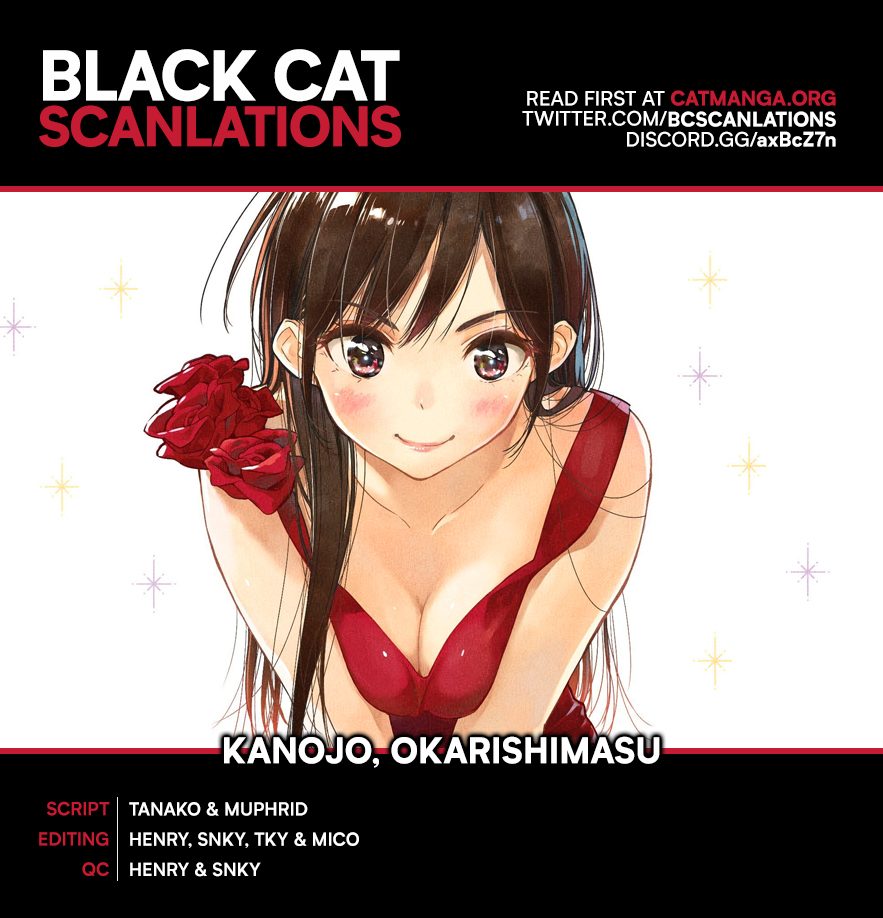 BLACK CAT
SCANLATIONS
READ FIRST AT CATMANGA.ORG
TWITTER.COM/BCSCANLATIONS
DISCORD.GG/axBcZ7n
KANOJO, OKARISHIMASU
SCRIPT TANAKO & MUPHRID
EDITING HENRY, SNKY, TKY & MICO
QC HENRY & SNKY